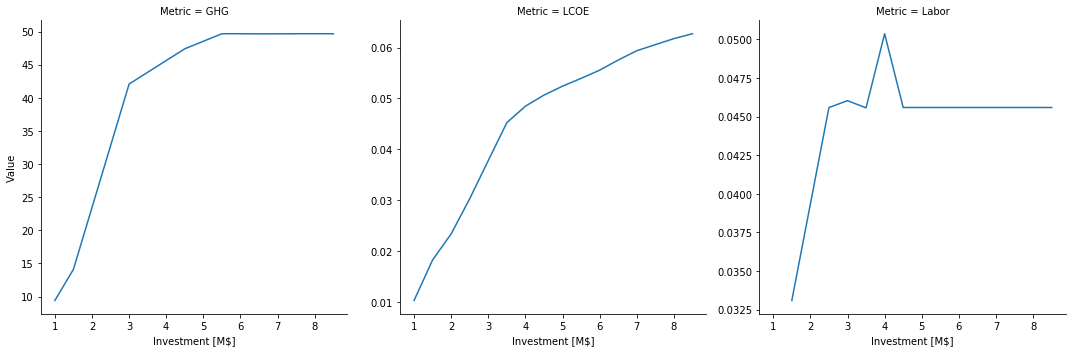 Metric = GHG
Value
50
45
40
35
30
25
20
15
10
1 2 3 4 5 6 7 8
Investment [M$]
Metric = LCOE
0.06
0.05
0.04
0.03
0.02
0.01
1 2 3 4 5 6 7 8
Investment [M$]
Metric = Labor
0.0500
0.0475
0.0450
0.0425
0.0400
0.0375
0.0350
0.0325
1 2 3 4 5 6 7 8
Investment [M$]